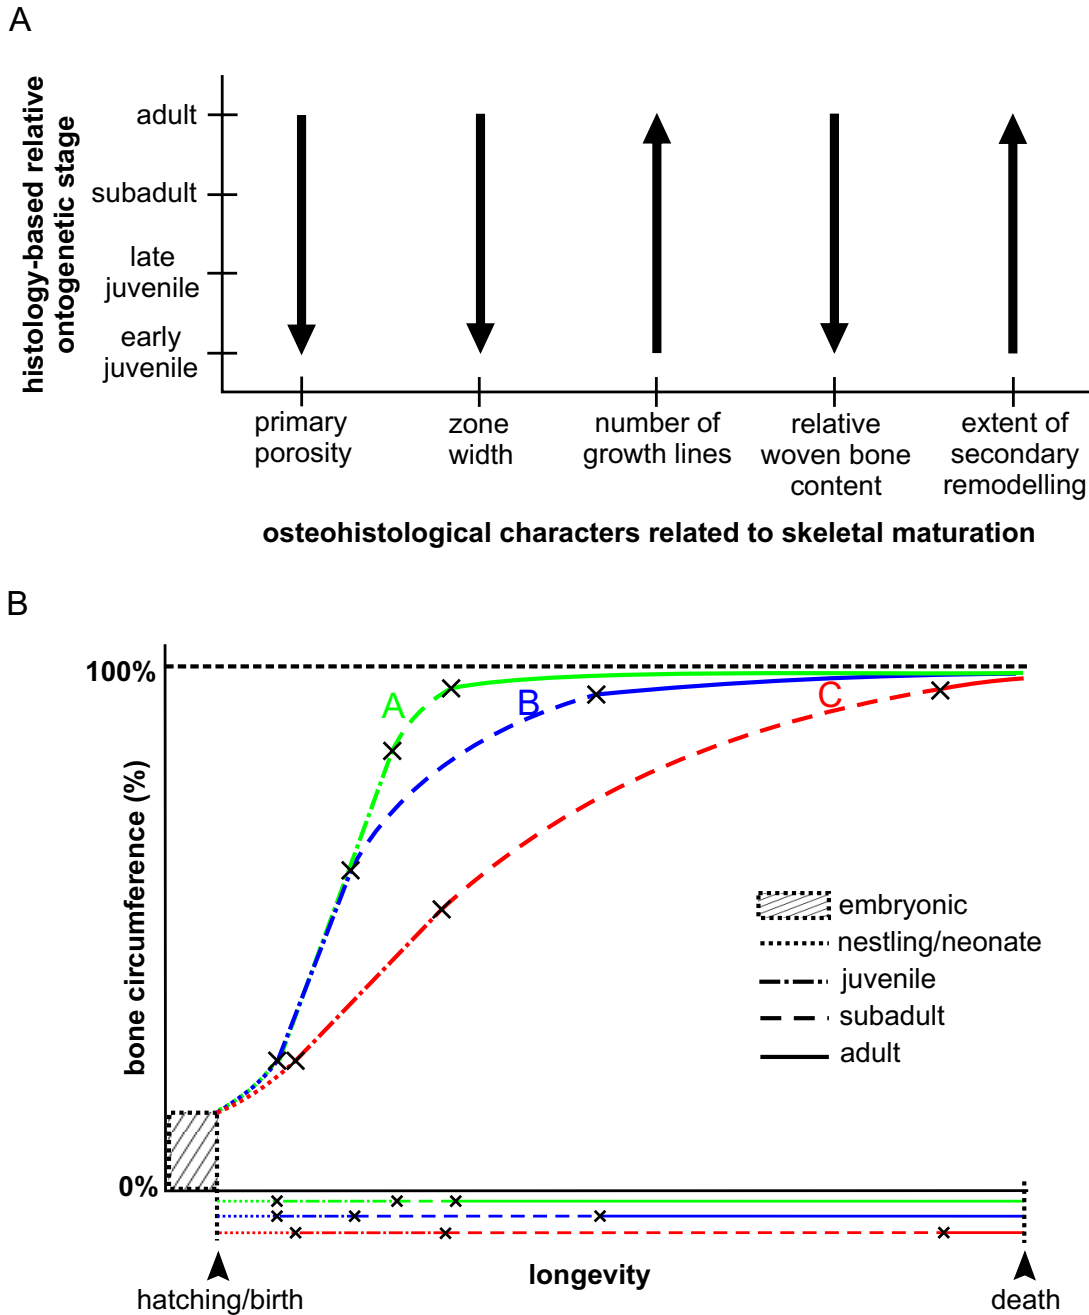 A
histology-based relative
ontogenetic stage
adult
subadult
late
juvenile
early
juvenile
primary
porosity
zone
width
number of
growth lines
relative
woven bone
content
extent of
secondary
remodelling
osteohistological characters related to skeletal maturation
B
bone circumference (%)
100%
0%
A
B
C
embryonic
nestling/neonate
juvenile
subadult
adult
hatching/birth
longevity
death